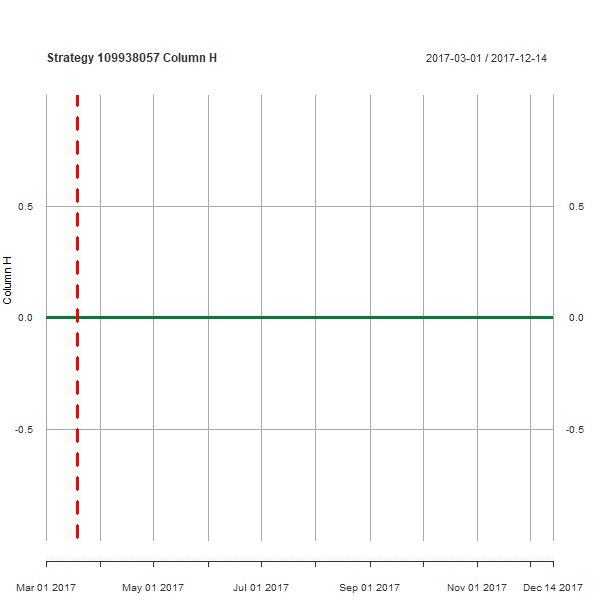 Strategy 109938057 Column H
2017-03-01 / 2017-12-14
Column H
0.5
0.5
0.0
0.0
-0.5
-0.5
Mar 01 2017
May 01 2017
Jul 01 2017
Sep 01 2017
Nov 01 2017
Dec 14 2017